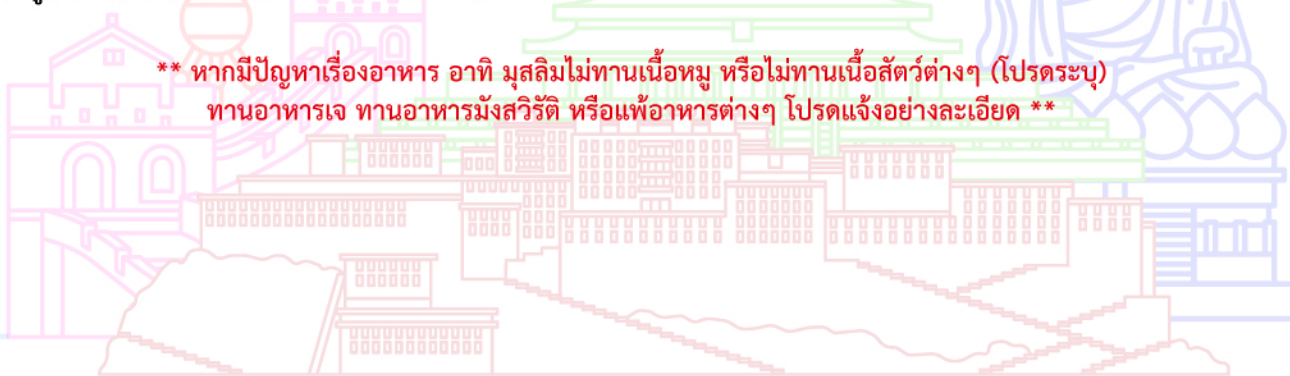 ** หากมีปัญหาเรื่องอาหาร อาทิ มุสลิมไม่ทานเนื้อหมู หรือไม่ทานเนื้อสัตว์ต่างๆ (โปรดระบุ)
ทานอาหารเจ ทานอาหารมังสวิรัติ หรือแพ้อาหารต่างๆ โปรดแจ้งอย่างละเอียด **